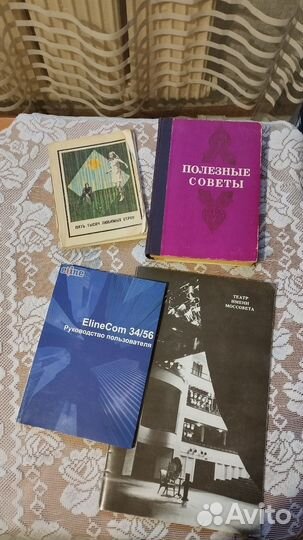 ПЯТЬ ТЫСЯЧ ЛЮБИМЫХ СТРОК
ПОЛЕЗНЫЕ
СОВЕТЫ
eline
ElineCom 34/56
Руководство пользователя
ТЕАТР
ИМЕНИ
МОССОВЕТА
Avito